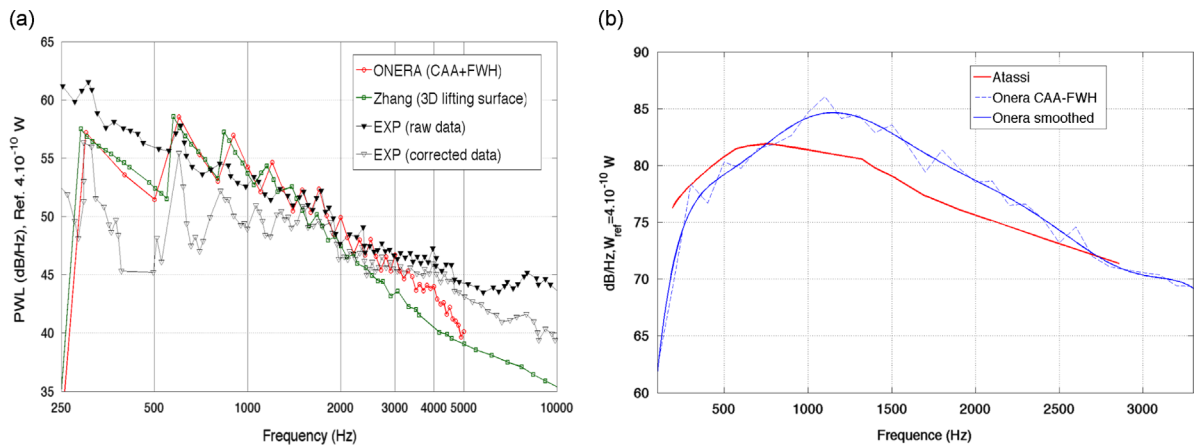 (a)
65
60
55
50
45
40
35
PWL (dB/Hz), Ref. 4.10⁻¹⁰ W
ONERA (CAA+FWH)
Zhang (3D lifting surface)
EXP (raw data)
EXP (corrected data)
250
500
1000
2000
3000
4000
5000
10000
Frequency (Hz)
(b)
90
85
80
75
70
65
60
dB/Hz,W_ref=4.10⁻¹⁰ W
Atassi
Onera CAA-FWH
Onera smoothed
500
1000
1500
2000
2500
3000
Frequence (Hz)